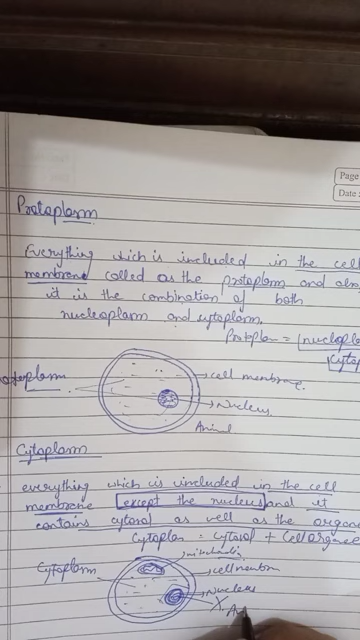 Page
Date:
Protoplasm
Everything which is included in the cell
membrane called as the protoplasm and also
it is the combination of both
nucleoplasm and cytoplasm.
Protoplasm = nucleopla
cytop
toplasm
cell membrane.
Nucleus.
Animal
Cytoplasm
everything which is included in the cell
membrane except the nucleus and it
contains cytosol as well as the organe
Cytoplasm = cytosol + Cell organee
Cytoplasm
cell membrane
Nucleus
X